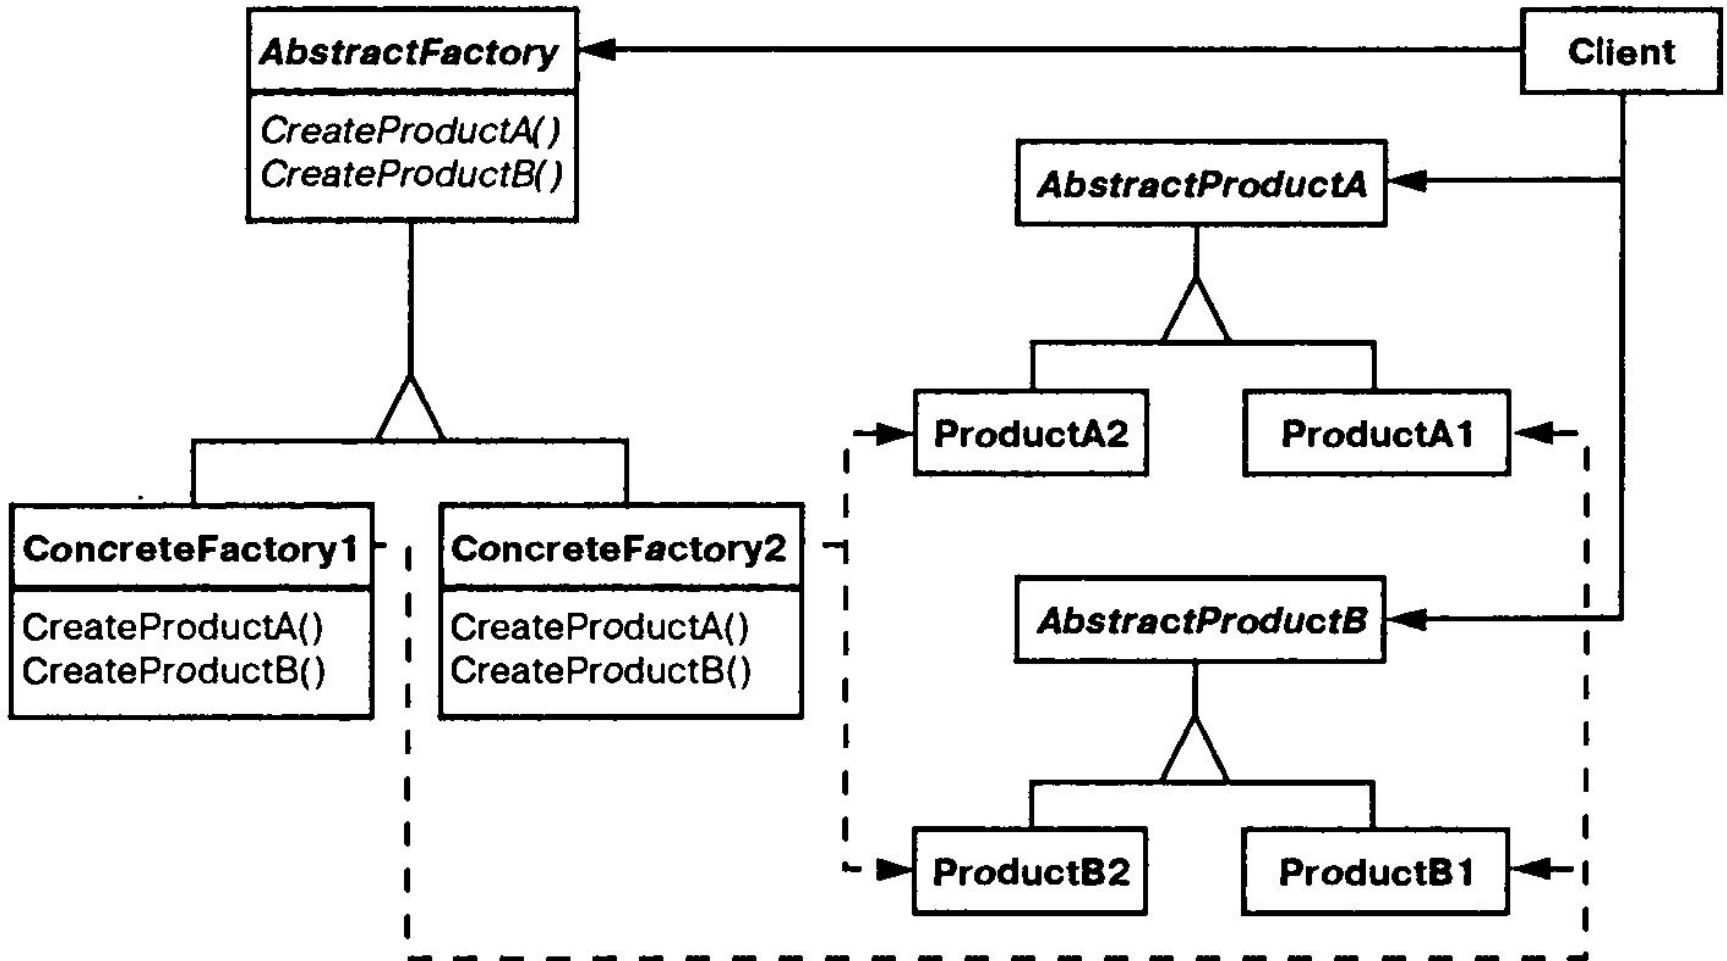 AbstractFactory
CreateProductA()
CreateProductB()
Client
AbstractProductA
ProductA2
ProductA1
ConcreteFactory1
CreateProductA()
CreateProductB()
ConcreteFactory2
CreateProductA()
CreateProductB()
AbstractProductB
ProductB2
ProductB1